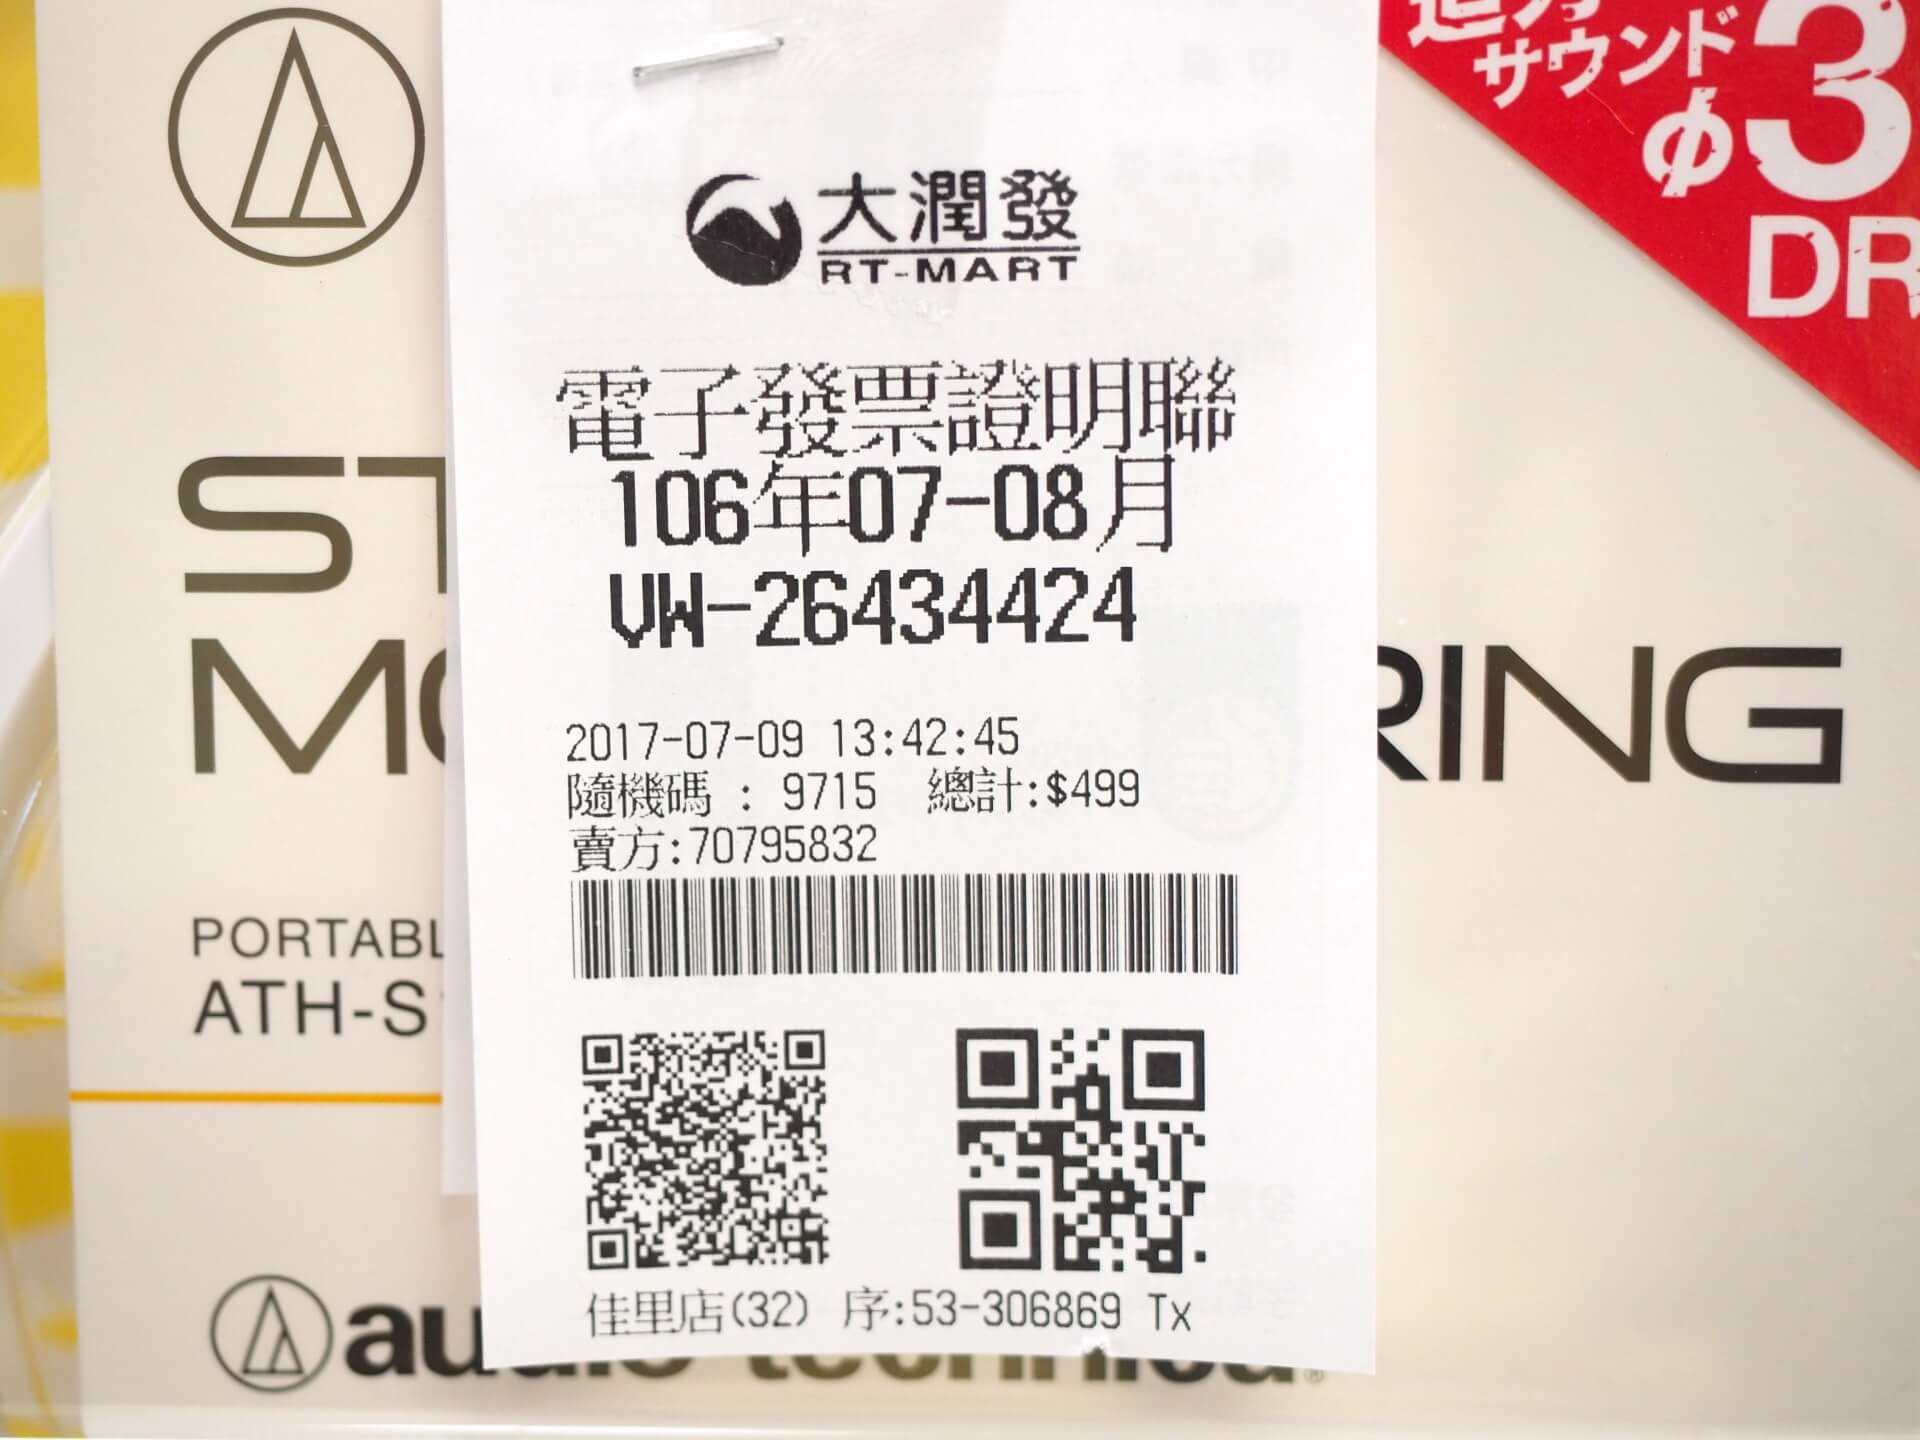 大潤發
RT-MART
電子發票證明聯
106年07-08月
VW-26434424
2017-07-09 13:42:45
隨機碼 : 9715 總計:$499
賣方:70795832
佳里店(32) 序:53-306869 Tx
サウンド
φ3
DR
ST
MO
RING
PORTABL
ATH-S
audio-technica